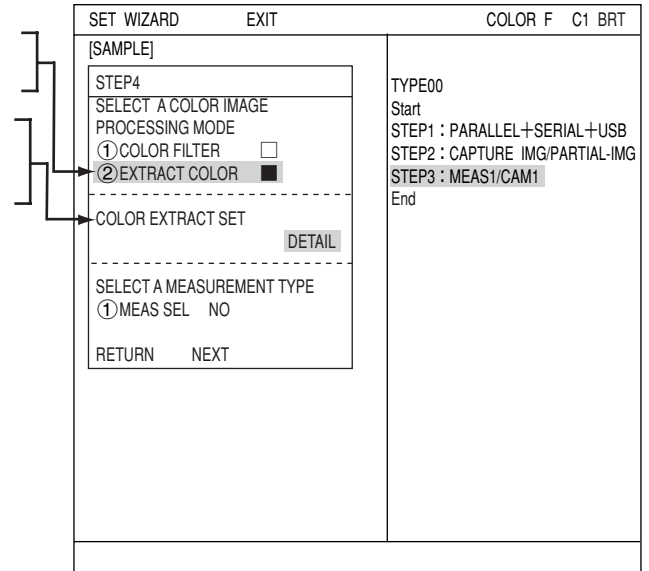 SET WIZARD EXIT COLOR F C1 BRT
[SAMPLE]
STEP4
SELECT A COLOR IMAGE
PROCESSING MODE
①COLOR FILTER □
②EXTRACT COLOR ■
COLOR EXTRACT SET
DETAIL
SELECT A MEASUREMENT TYPE
①MEAS SEL NO
RETURN NEXT
TYPE00
Start
STEP1：PARALLEL＋SERIAL＋USB
STEP2：CAPTURE IMG/PARTIAL-IMG
STEP3：MEAS1/CAM1
End